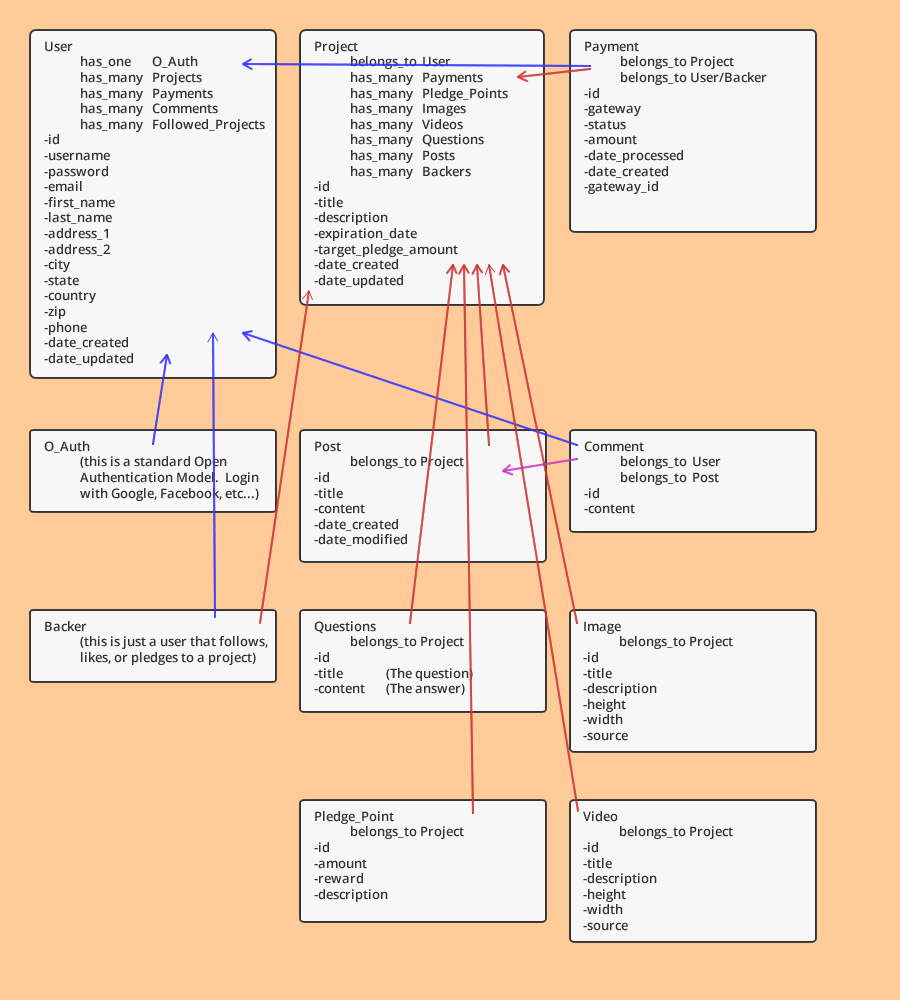 User
has_one O_Auth
has_many Projects
has_many Payments
has_many Comments
has_many Followed_Projects
-id
-username
-password
-email
-first_name
-last_name
-address_1
-address_2
-city
-state
-country
-zip
-phone
-date_created
-date_updated
Project
belongs_to User
has_many Payments
has_many Pledge_Points
has_many Images
has_many Videos
has_many Questions
has_many Posts
has_many Backers
-id
-title
-description
-expiration_date
-target_pledge_amount
-date_created
-date_updated
Payment
belongs_to Project
belongs_to User/Backer
-id
-gateway
-status
-amount
-date_processed
-date_created
-gateway_id
O_Auth
(this is a standard Open
Authentication Model. Login
with Google, Facebook, etc...)
Post
belongs_to Project
-id
-title
-content
-date_created
-date_modified
Comment
belongs_to User
belongs_to Post
-id
-content
Backer
(this is just a user that follows,
likes, or pledges to a project)
Questions
belongs_to Project
-id
-title (The question)
-content (The answer)
Image
belongs_to Project
-id
-title
-description
-height
-width
-source
Pledge_Point
belongs_to Project
-id
-amount
-reward
-description
Video
belongs_to Project
-id
-title
-description
-height
-width
-source